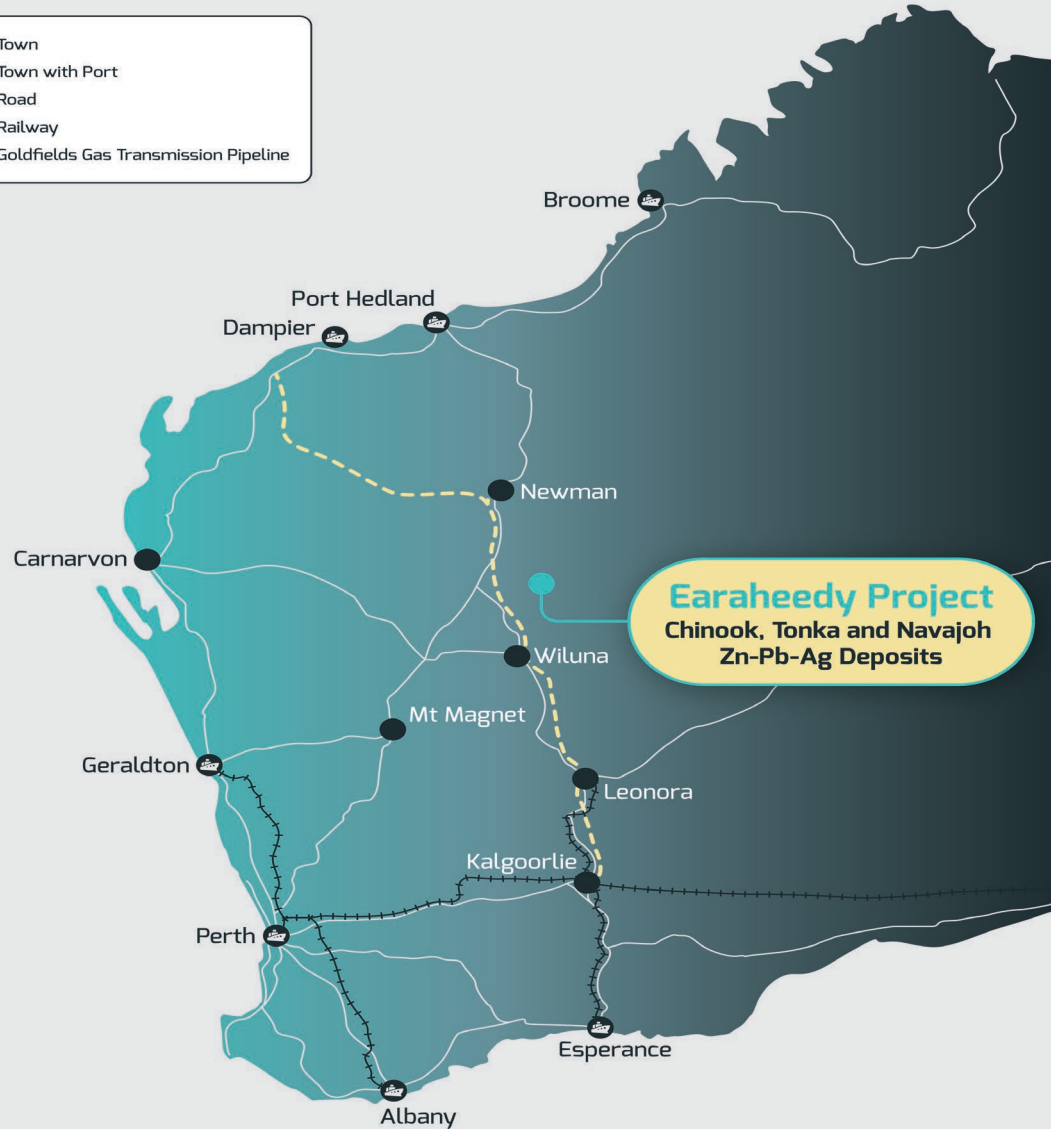 Town
Town with Port
Road
Railway
Goldfields Gas Transmission Pipeline
Broome
Port Hedland
Dampier
Newman
Carnarvon
Earaheedy Project
Chinook, Tonka and Navajoh
Zn-Pb-Ag Deposits
Wiluna
Mt Magnet
Geraldton
Leonora
Kalgoorlie
Perth
Esperance
Albany